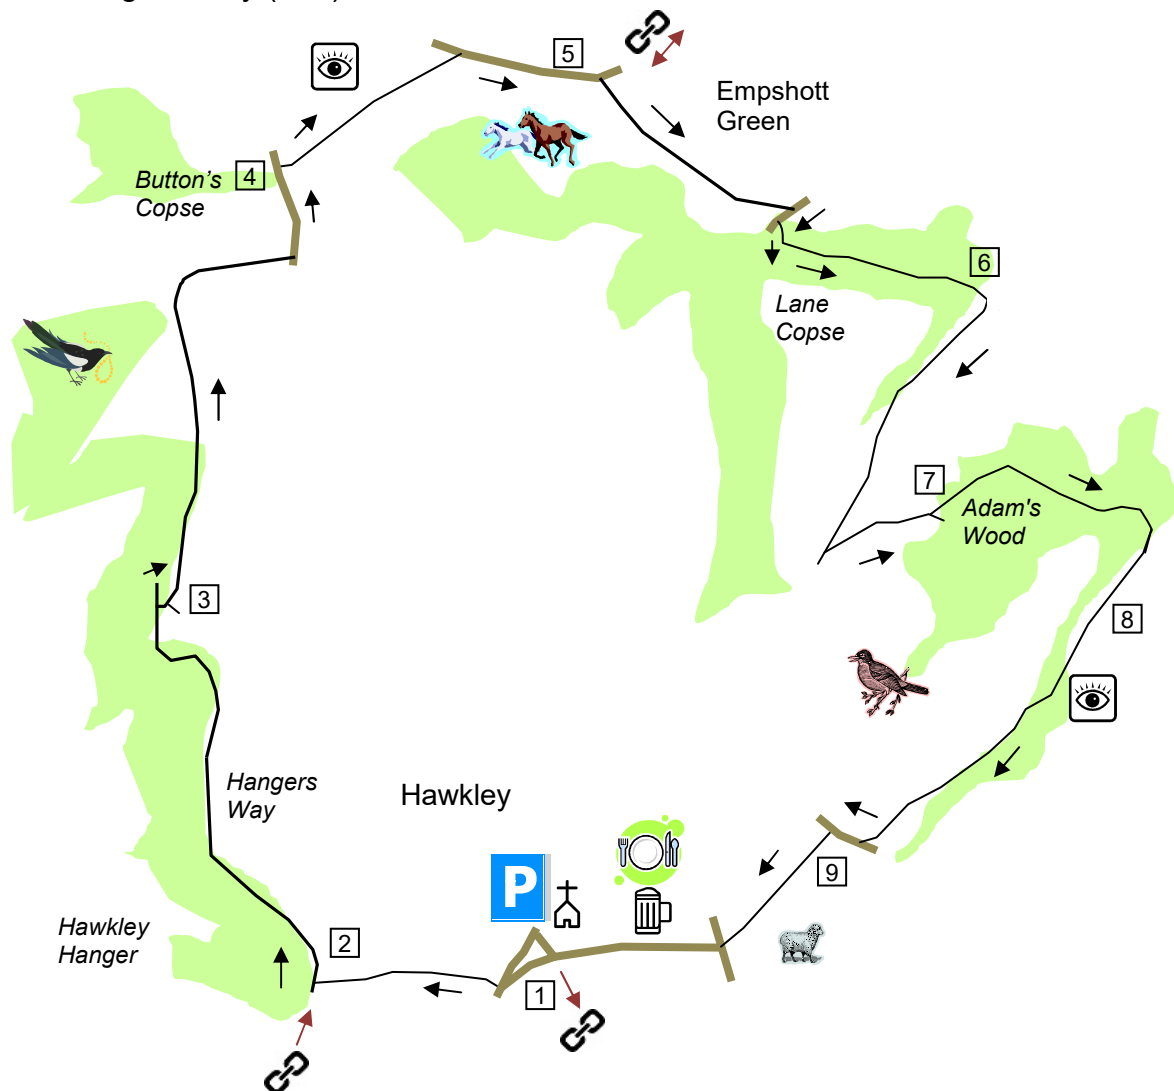 5
Empshott
Green
Button's
Copse
4
6
Lane
Copse
7
Adam's
Wood
3
8
Hangers
Way
Hawkley
P
9
Hawkley
Hanger
2
1